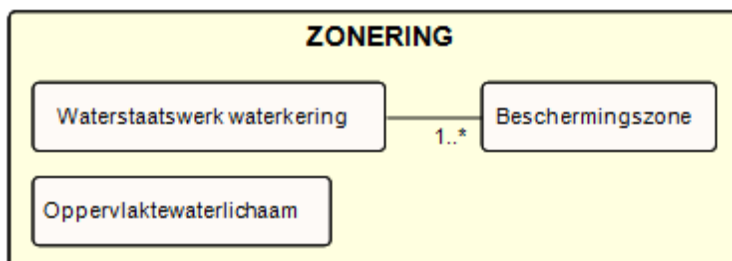 ZONERING
Waterstaatswerk waterkering
1..*
Beschermingszone
Oppervlaktewaterlichaam